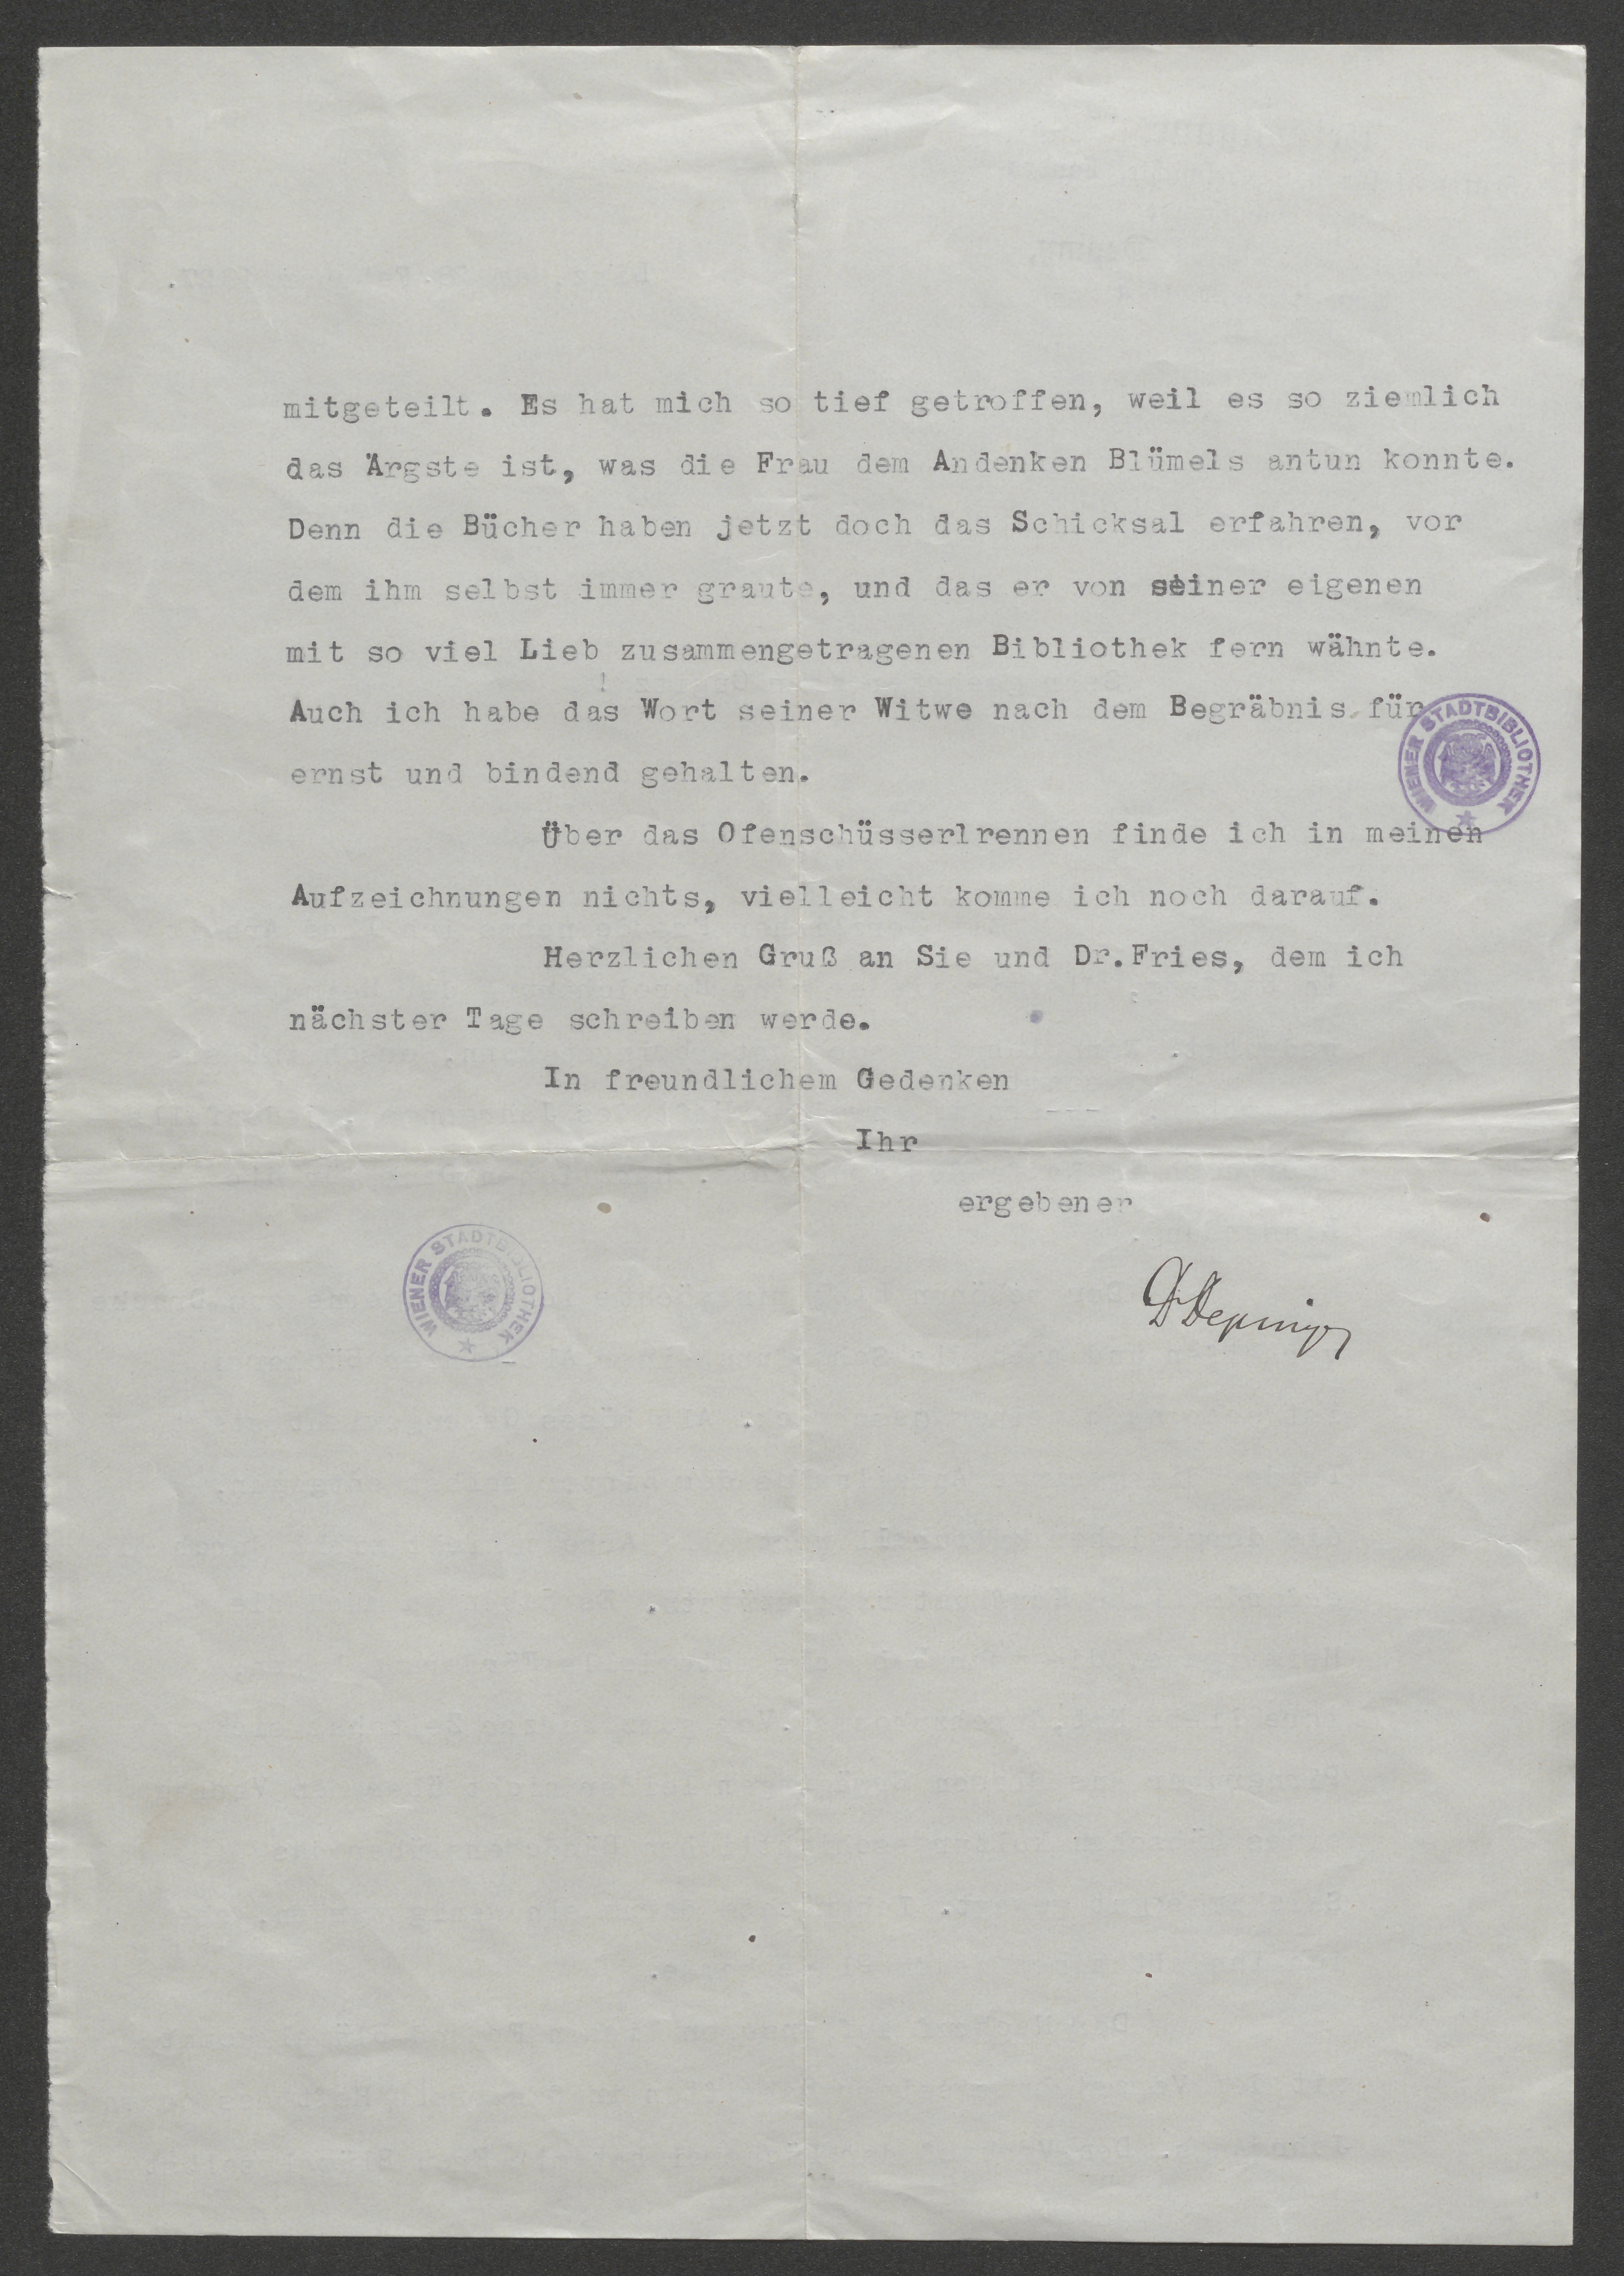 mitgeteilt. Es hat mich so tief getroffen, weil es so ziemlich
das Ärgste ist, was die Frau dem Andenken Blümels antun konnte.
Denn die Bücher haben jetzt doch das Schicksal erfahren, vor
dem ihm selbst immer graute, und das er von seiner eigenen
mit so viel Lieb zusammengetragenen Bibliothek fern wähnte.
Auch ich habe das Wort seiner Witwe nach dem Begräbnis für
ernst und bindend gehalten.
WIENER STADTBIBLIOTHEK
Über das Ofenschüsserlrennen finde ich in meinen
Aufzeichnungen nichts, vielleicht komme ich noch darauf.
Herzlichen Gruß an Sie und Dr.Fries, dem ich
nächster Tage schreiben werde.
In freundlichem Gedenken
Ihr
ergebener
WIENER STADTBIBLIOTHEK
Dr Depiny